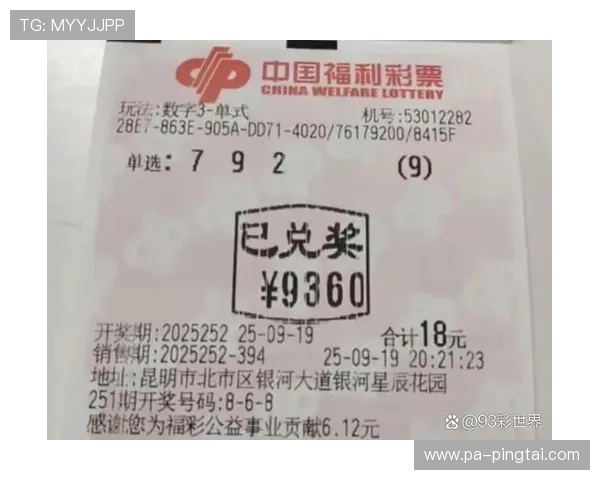 TG: MYYJJPP
中国福利彩票
CHINA WELFARE LOTTERY
玩法:数字3-单式 机号:53012282
28E7-863E-905A-DD71-4020/76179200/8415F
单选: 7 9 2 (9)
已兑奖
¥9360
开奖期:2025252 25-09-19 合计18元
销售期:2025252-394 25-09-19 20:21:23
地址:昆明市北市区银河大道银河星辰花园
251期开奖号码:8-6-8
感谢您为福彩公益事业贡献6.12元
@93彩世界
www.pa-pingtai.com